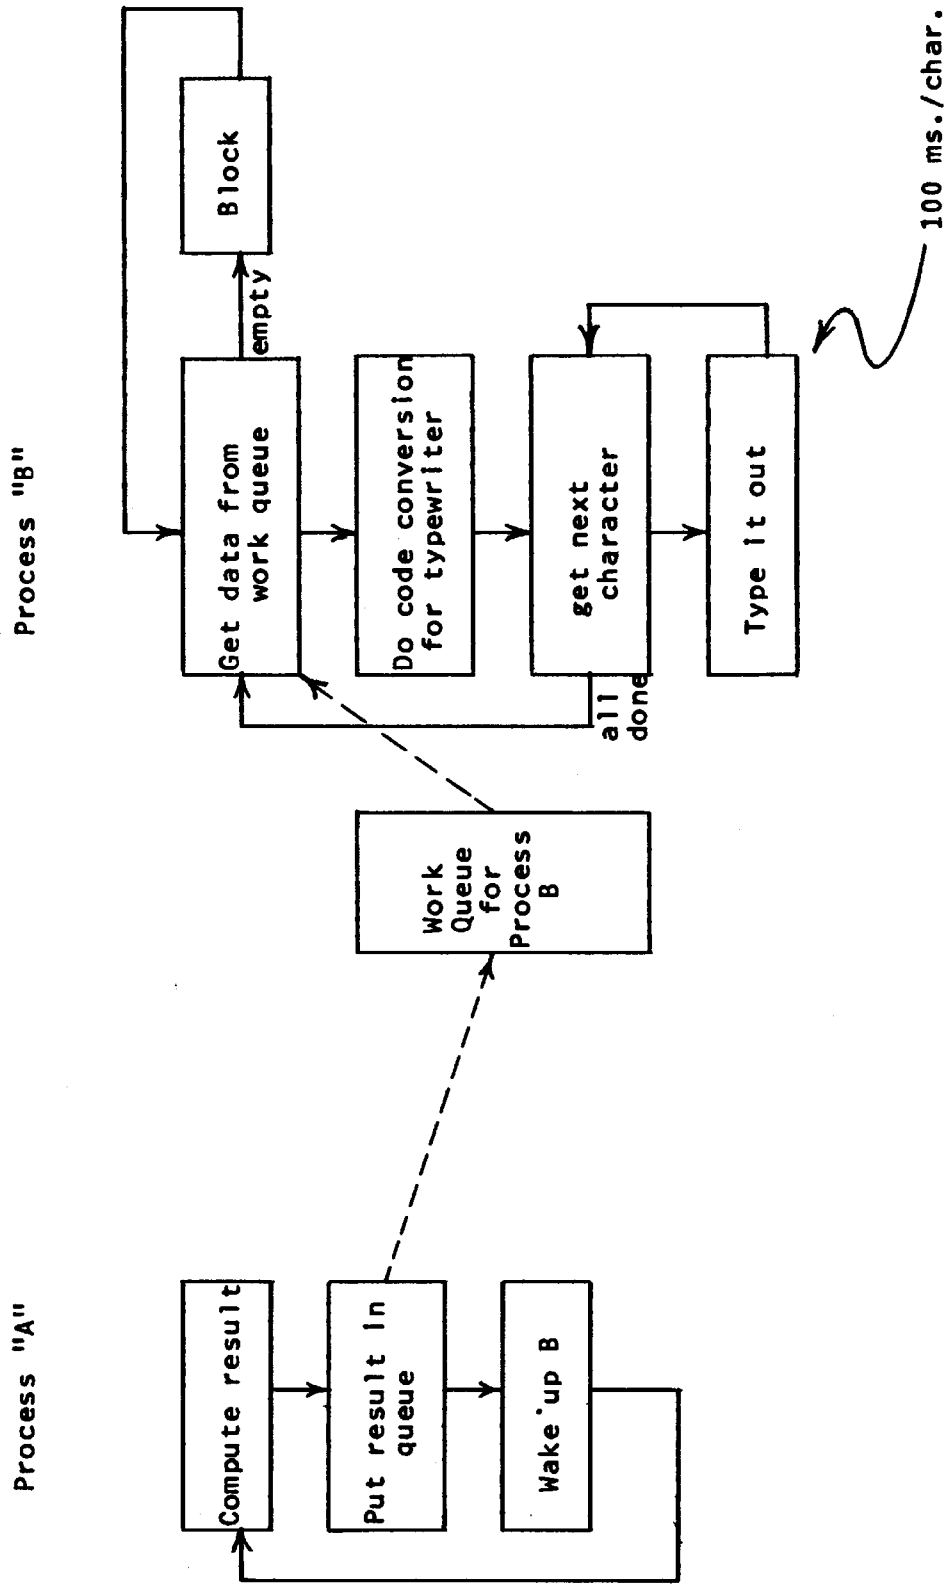 Process "A"
Compute result
Put result in
queue
Wake up B
Work
Queue
for
Process
B
Process "B"
Get data from
work queue
empty
Block
Do code conversion
for typewriter
get next
character
all
done
Type it out
100 ms./char.